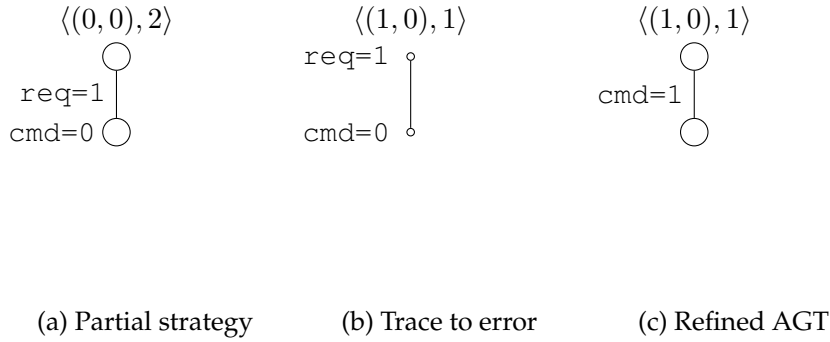 ⟨(0, 0), 2⟩ ⟨(1, 0), 1⟩ ⟨(1, 0), 1⟩
req=1
req=1 cmd=1
cmd=0 cmd=0
(a) Partial strategy (b) Trace to error (c) Refined AGT